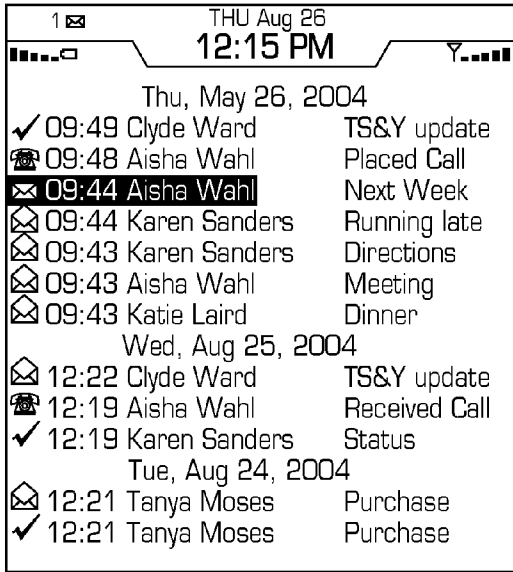 1
THU Aug 26
12:15 PM
Thu, May 26, 2004
09:49 Clyde Ward TS&Y update
09:48 Aisha Wahl Placed Call
09:44 Aisha Wahl Next Week
09:44 Karen Sanders Running late
09:43 Karen Sanders Directions
09:43 Aisha Wahl Meeting
09:43 Katie Laird Dinner
Wed, Aug 25, 2004
12:22 Clyde Ward TS&Y update
12:19 Aisha Wahl Received Call
12:19 Karen Sanders Status
Tue, Aug 24, 2004
12:21 Tanya Moses Purchase
12:21 Tanya Moses Purchase